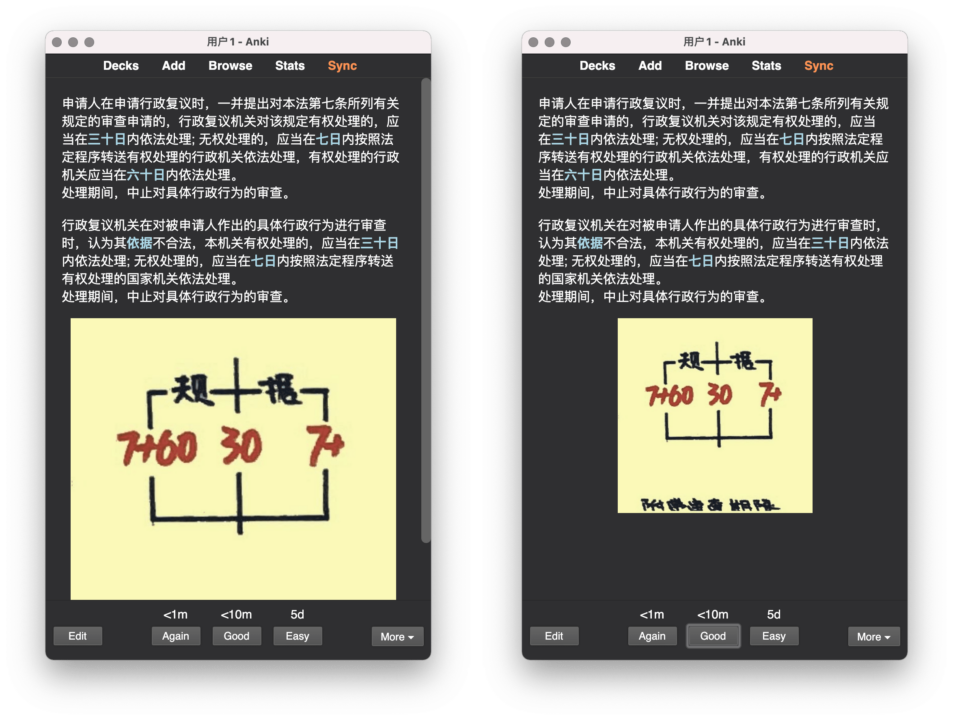 用户1 - Anki
Decks Add Browse Stats Sync
申请人在申请行政复议时，一并提出对本法第七条所列有关
规定的审查申请的，行政复议机关对该规定有权处理的，应
当在三十日内依法处理; 无权处理的，应当在七日内按照法
定程序转送有权处理的行政机关依法处理，有权处理的行政
机关应当在六十日内依法处理。
处理期间，中止对具体行政行为的审查。
行政复议机关在对被申请人作出的具体行政行为进行审查
时，认为其依据不合法，本机关有权处理的，应当在三十日
内依法处理; 无权处理的，应当在七日内按照法定程序转送
有权处理的国家机关依法处理。
处理期间，中止对具体行政行为的审查。
规 据
7+60 30 7+
<1m <10m 5d
Edit Again Good Easy More
用户1 - Anki
Decks Add Browse Stats Sync
申请人在申请行政复议时，一并提出对本法第七条所列有关规
定的审查申请的，行政复议机关对该规定有权处理的，应当
在三十日内依法处理; 无权处理的，应当在七日内按照法定程
序转送有权处理的行政机关依法处理，有权处理的行政机关应
当在六十日内依法处理。
处理期间，中止对具体行政行为的审查。
行政复议机关在对被申请人作出的具体行政行为进行审查时，
认为其依据不合法，本机关有权处理的，应当在三十日内依法
处理; 无权处理的，应当在七日内按照法定程序转送有权处理
的国家机关依法处理。
处理期间，中止对具体行政行为的审查。
规 据
7+60 30 7+
<1m <10m 5d
Edit Again Good Easy More